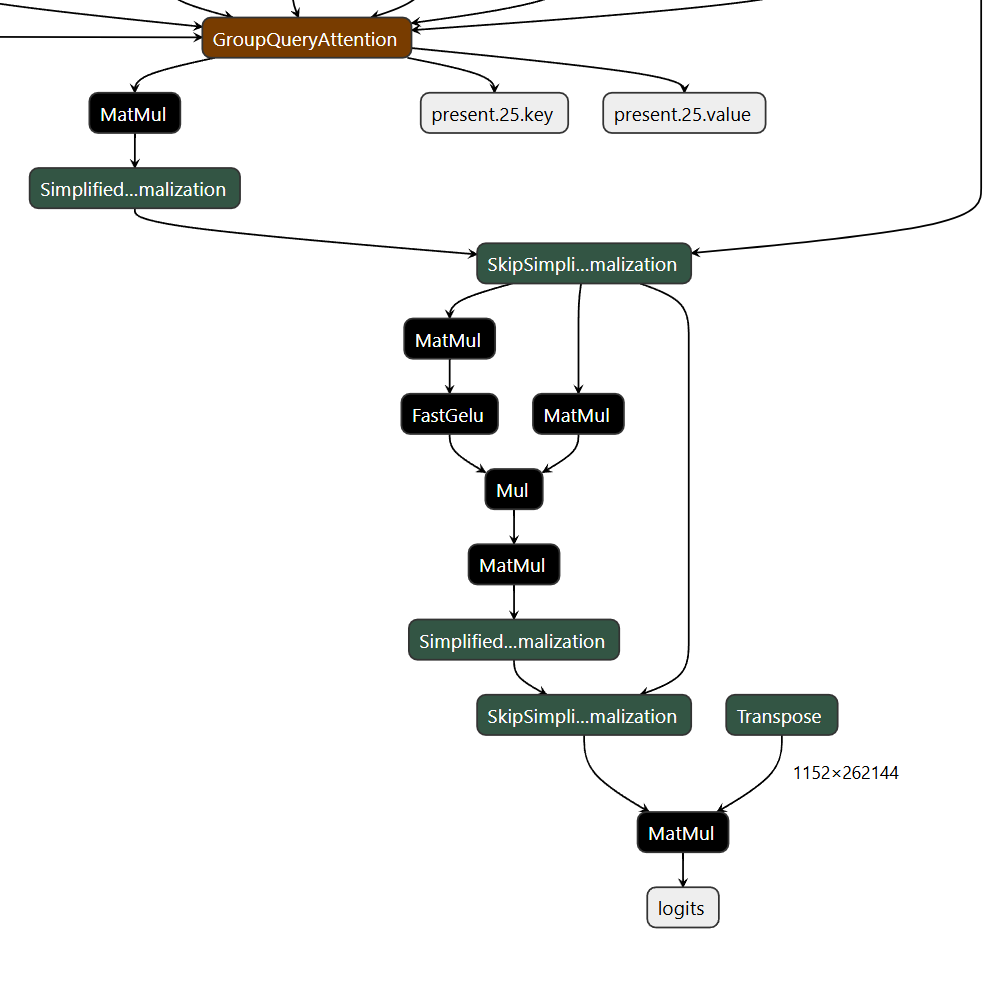 GroupQueryAttention
MatMul
present.25.key
present.25.value
Simplified...malization
SkipSimpli...malization
MatMul
FastGelu
MatMul
Mul
MatMul
Simplified...malization
SkipSimpli...malization
Transpose
1152×262144
MatMul
logits